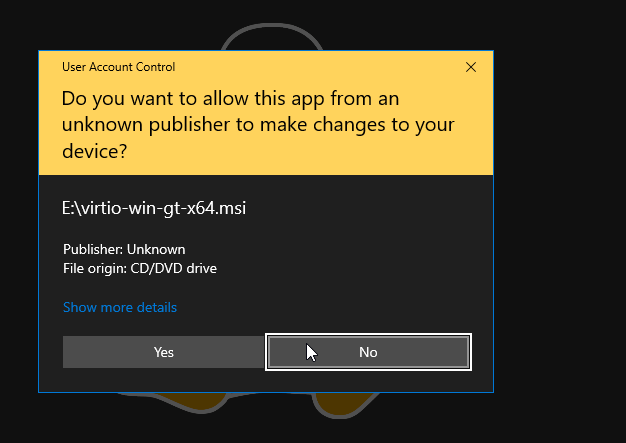 User Account Control
Do you want to allow this app from an
unknown publisher to make changes to your
device?
E:\virtio-win-gt-x64.msi
Publisher: Unknown
File origin: CD/DVD drive
Show more details
Yes
No